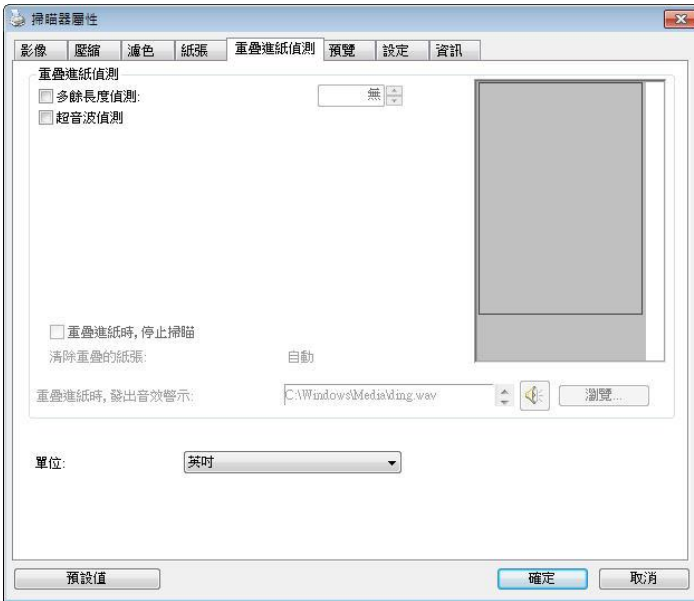 掃瞄器屬性
影像 壓縮 濾色 紙張 重疊進紙偵測 預覽 設定 資訊
重疊進紙偵測
多餘長度偵測: 無
超音波偵測
重疊進紙時, 停止掃瞄
清除重疊的紙張: 自動
重疊進紙時, 發出音效警示: C:\Windows\Media\ding.wav 瀏覽...
單位: 英吋
預設值 確定 取消